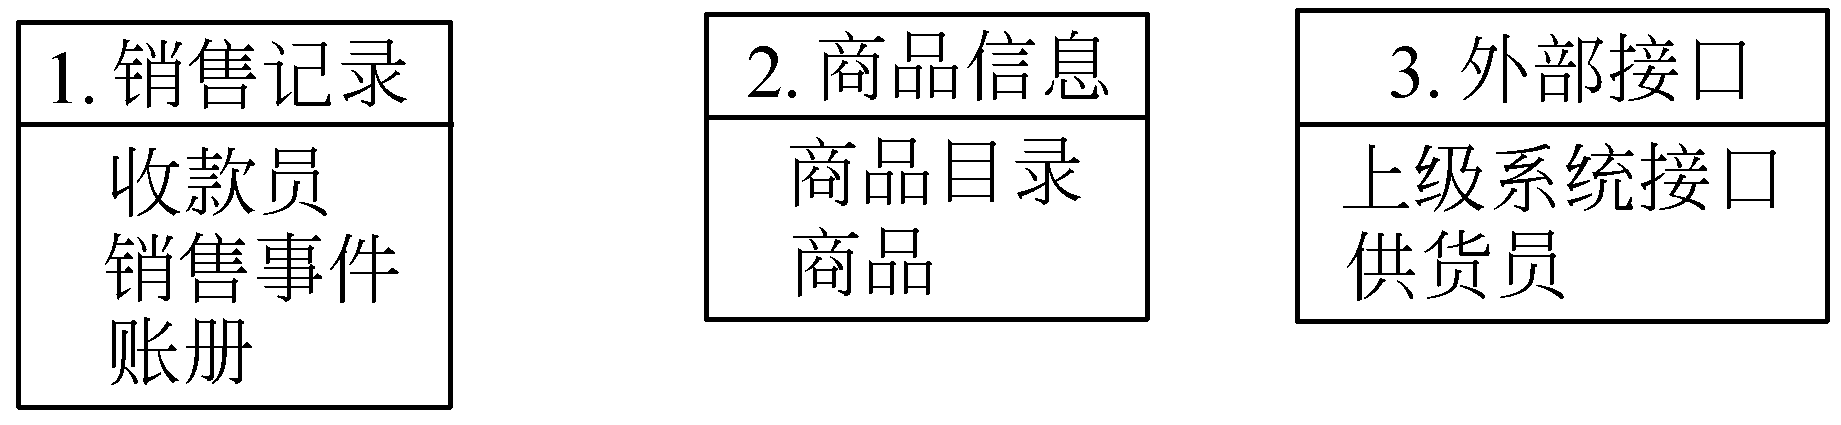 1. 销售记录
收款员
销售事件
账册
2. 商品信息
商品目录
商品
3. 外部接口
上级系统接口
供货员